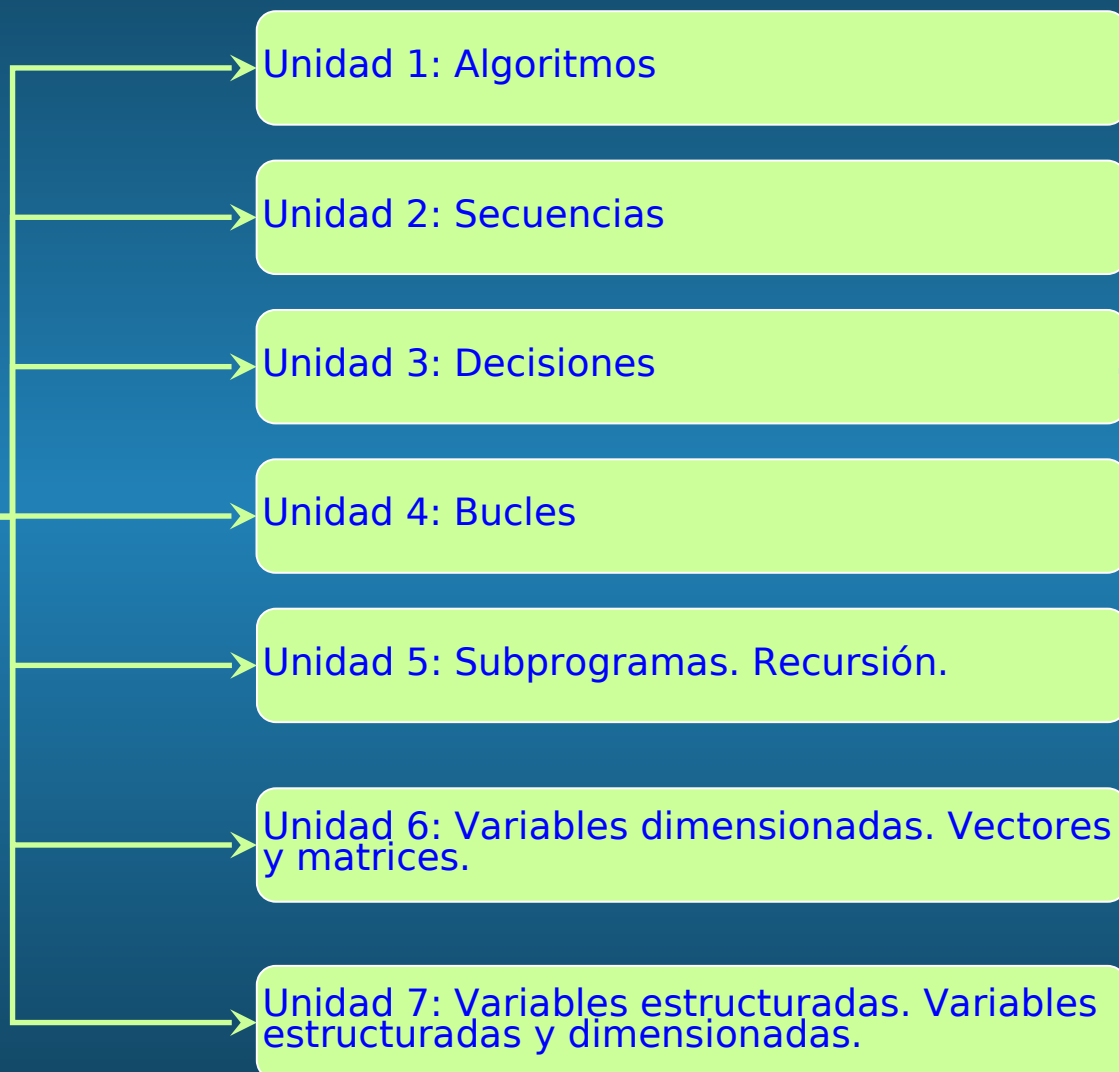 Unidad 1: Algoritmos
Unidad 2: Secuencias
Unidad 3: Decisiones
Unidad 4: Bucles
Unidad 5: Subprogramas. Recursión.
Unidad 6: Variables dimensionadas. Vectores
y matrices.
Unidad 7: Variables estructuradas. Variables
estructuradas y dimensionadas.